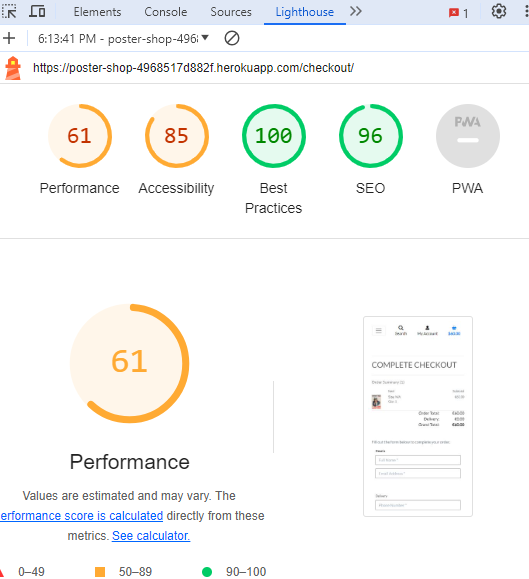 Elements Console Sources Lighthouse 1
6:13:41 PM - poster-shop-496
https://poster-shop-4968517d882f.herokuapp.com/checkout/
61 85 100 96 PWA
Performance Accessibility Best Practices SEO PWA
61
Search My Account
COMPLETE CHECKOUT
Performance
Values are estimated and may vary. The
erformance score is calculated directly from these
metrics. See calculator.
0–49 50–89 90–100